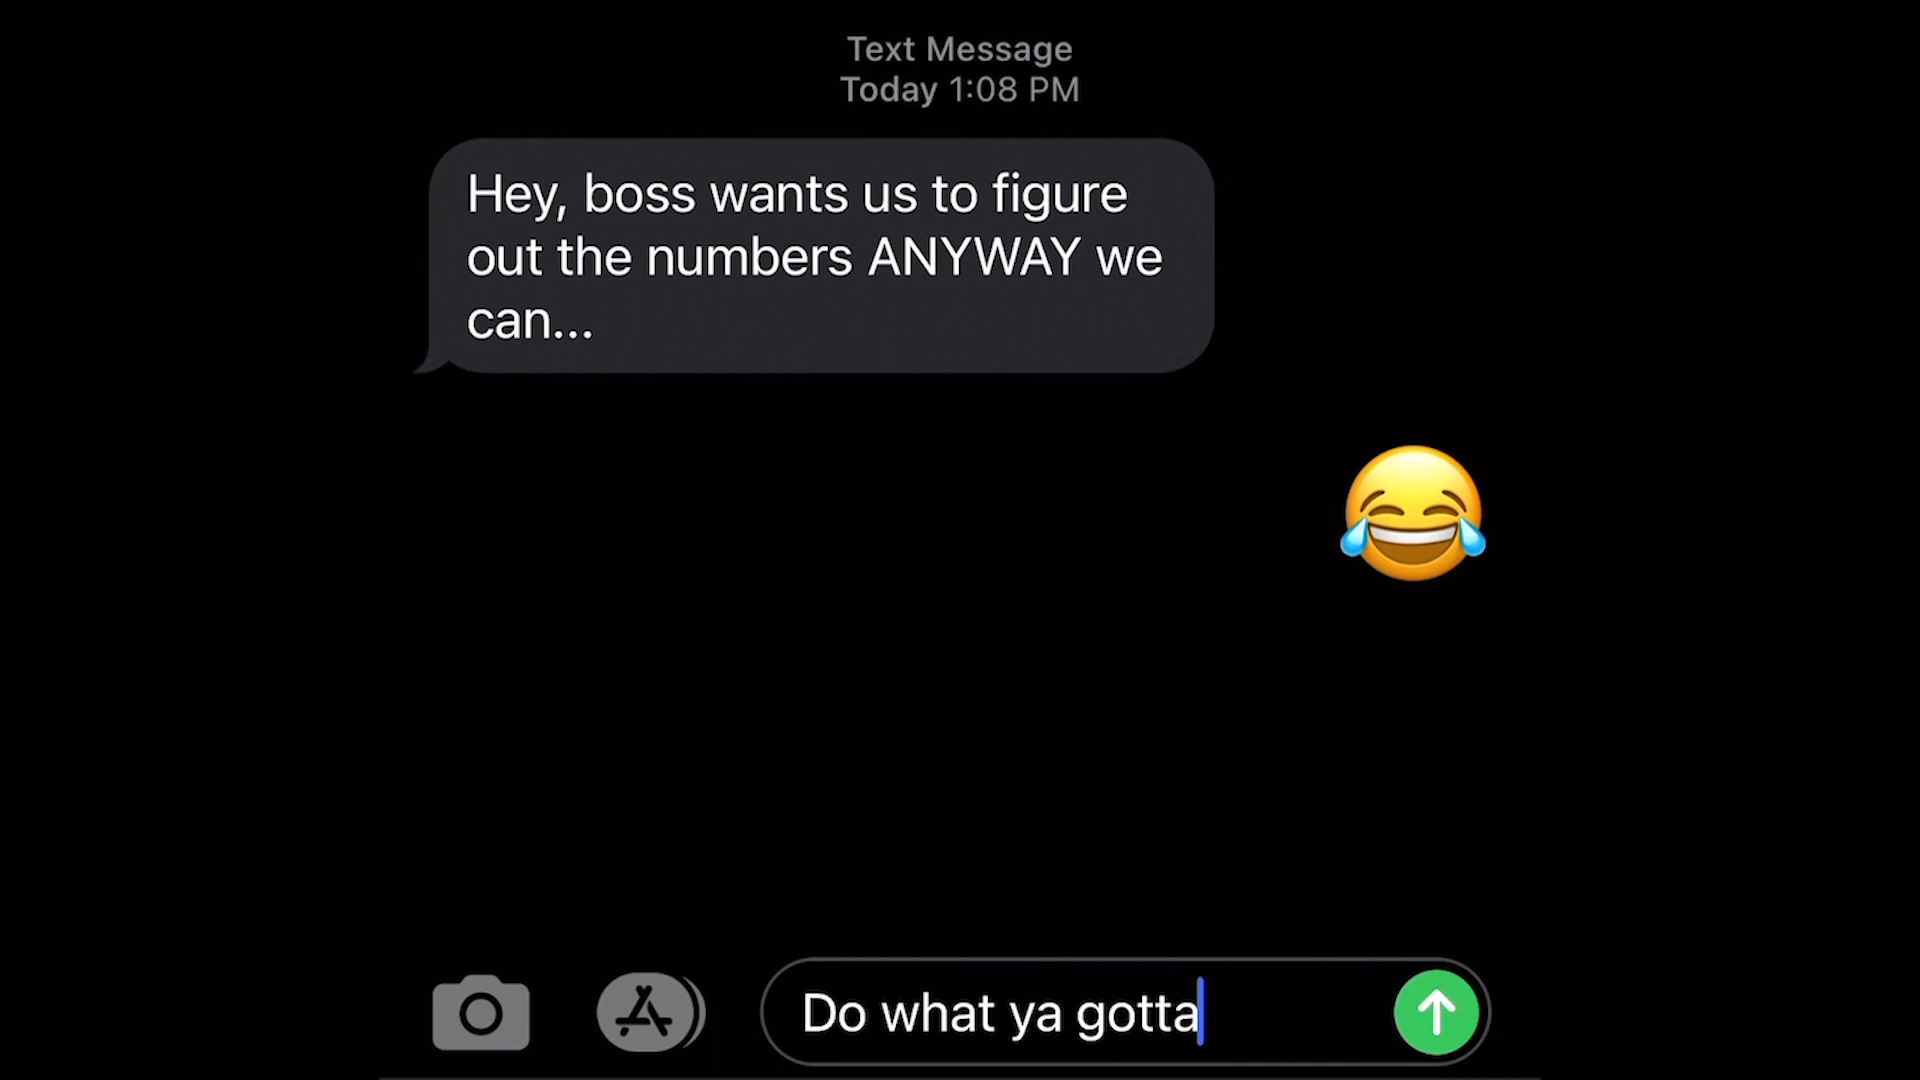 Text Message
Today 1:08 PM
Hey, boss wants us to figure
out the numbers ANYWAY we
can...
😂
Do what ya gotta